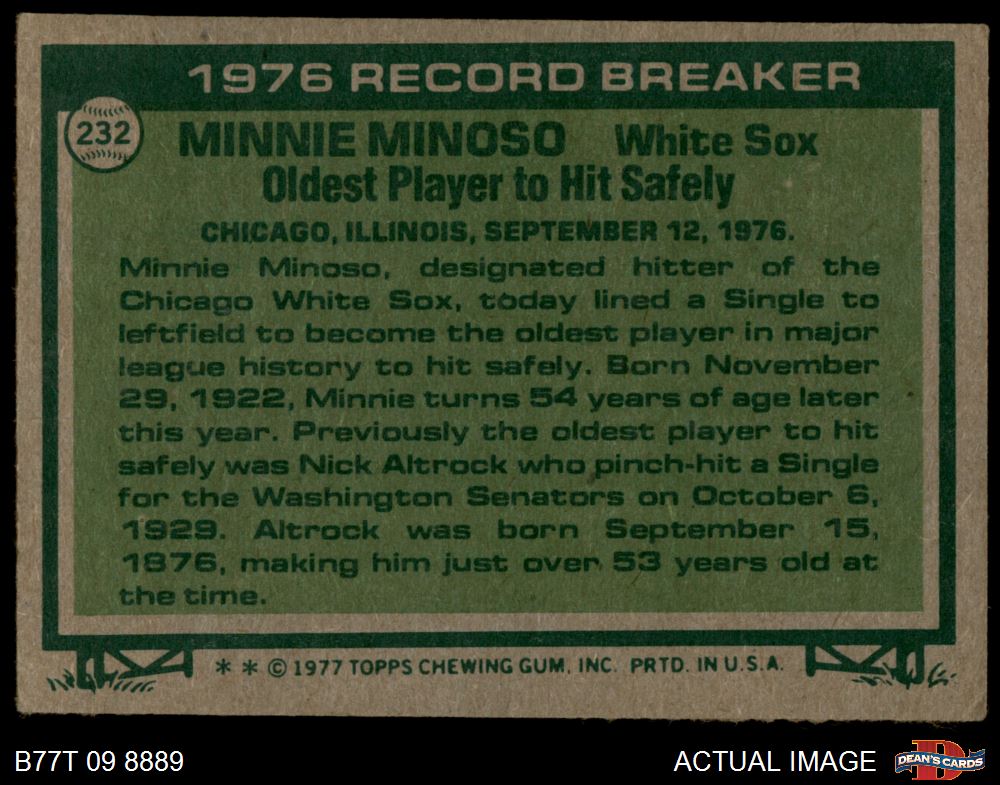 1976 RECORD BREAKER
232
MINNIE MINOSO White Sox
Oldest Player to Hit Safely
CHICAGO, ILLINOIS, SEPTEMBER 12, 1976.
Minnie Minoso, designated hitter of the
Chicago White Sox, today lined a Single to
leftfield to become the oldest player in major
league history to hit safely. Born November
29, 1922, Minnie turns 54 years of age later
this year. Previously the oldest player to hit
safely was Nick Altrock who pinch-hit a Single
for the Washington Senators on October 6,
1929. Altrock was born September 15,
1876, making him just over 53 years old at
the time.
* * © 1977 TOPPS CHEWING GUM, INC. PRTD. IN U.S.A.
B77T 09 8889
ACTUAL IMAGE
D
DEAN'S CARDS